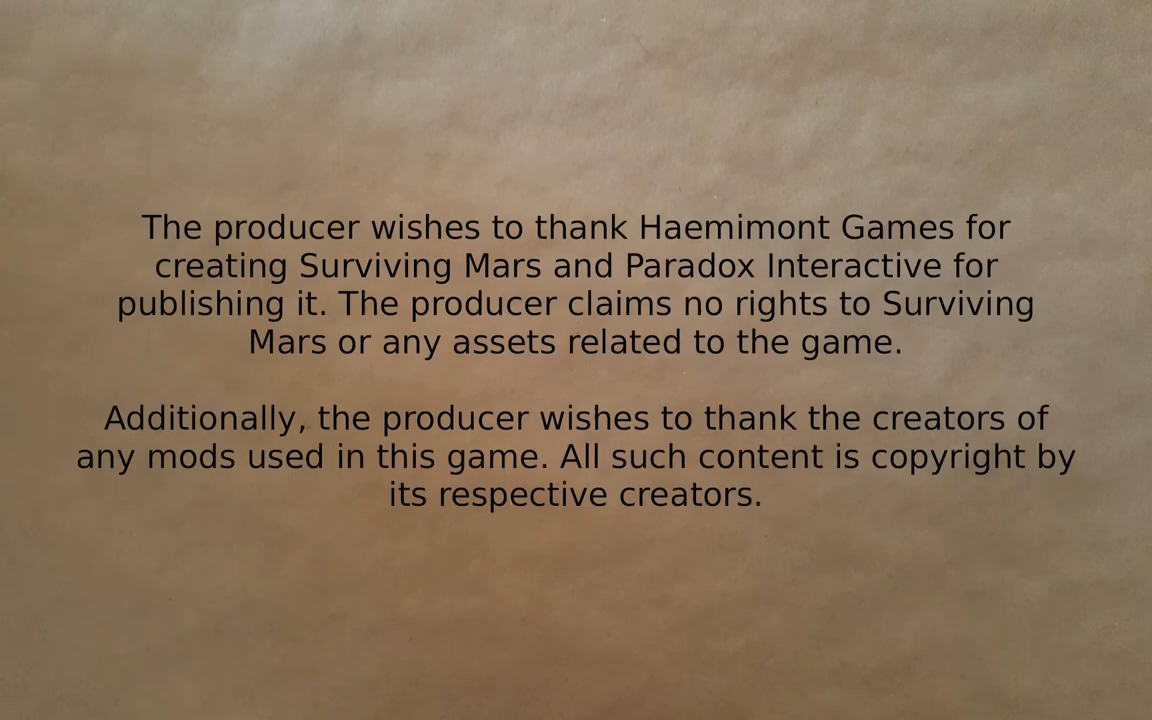 The producer wishes to thank Haemimont Games for
creating Surviving Mars and Paradox Interactive for
publishing it. The producer claims no rights to Surviving
Mars or any assets related to the game.
Additionally, the producer wishes to thank the creators of
any mods used in this game. All such content is copyright by
its respective creators.